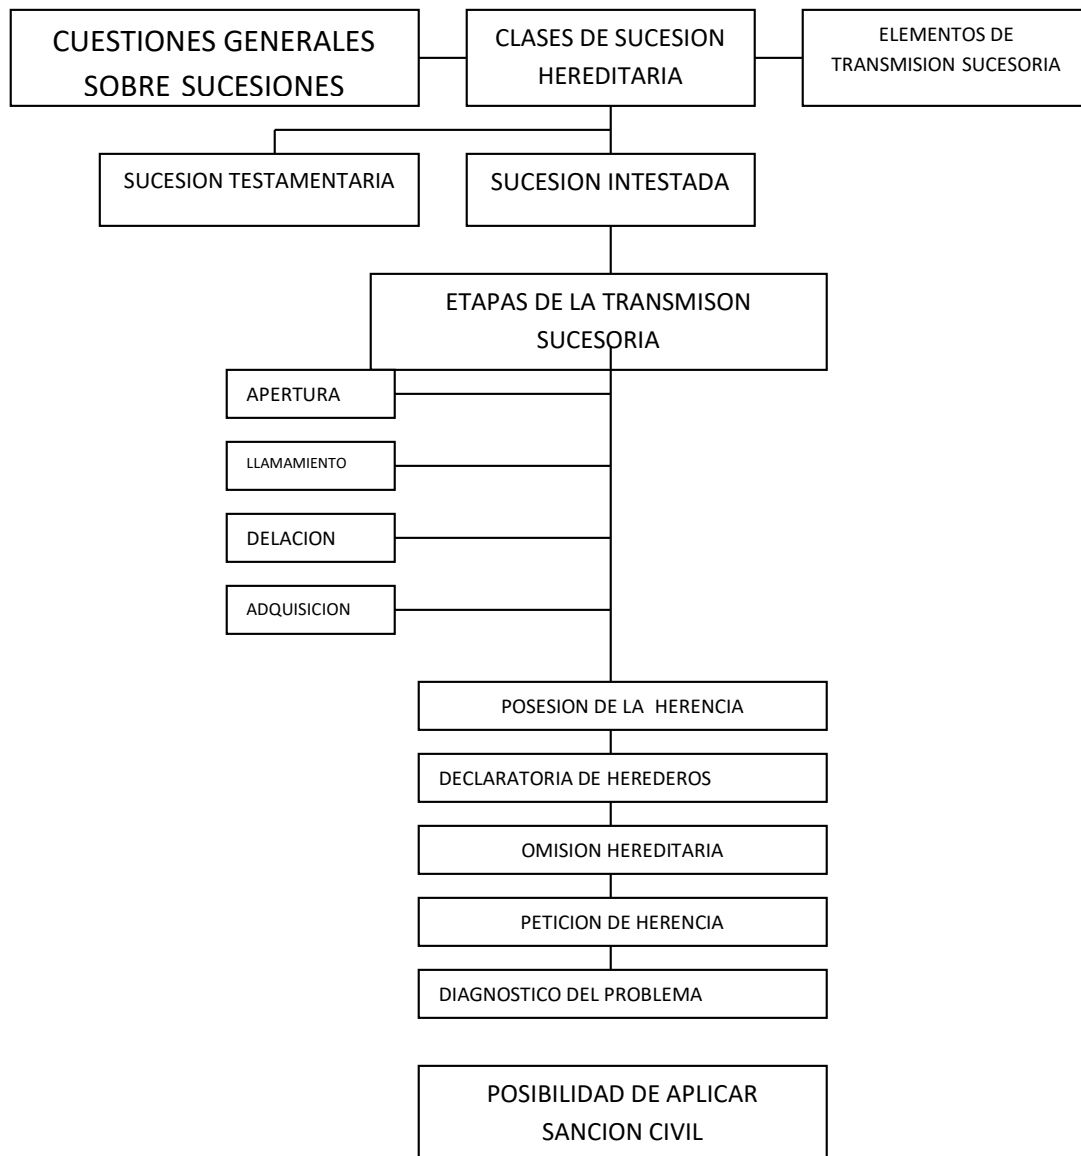 CUESTIONES GENERALES
SOBRE SUCESIONES
CLASES DE SUCESION
HEREDITARIA
ELEMENTOS DE
TRANSMISION SUCESORIA
SUCESION TESTAMENTARIA
SUCESION INTESTADA
ETAPAS DE LA TRANSMISON
SUCESORIA
APERTURA
LLAMAMIENTO
DELACION
ADQUISICION
POSESION DE LA HERENCIA
DECLARATORIA DE HEREDEROS
OMISION HEREDITARIA
PETICION DE HERENCIA
DIAGNOSTICO DEL PROBLEMA
POSIBILIDAD DE APLICAR
SANCION CIVIL